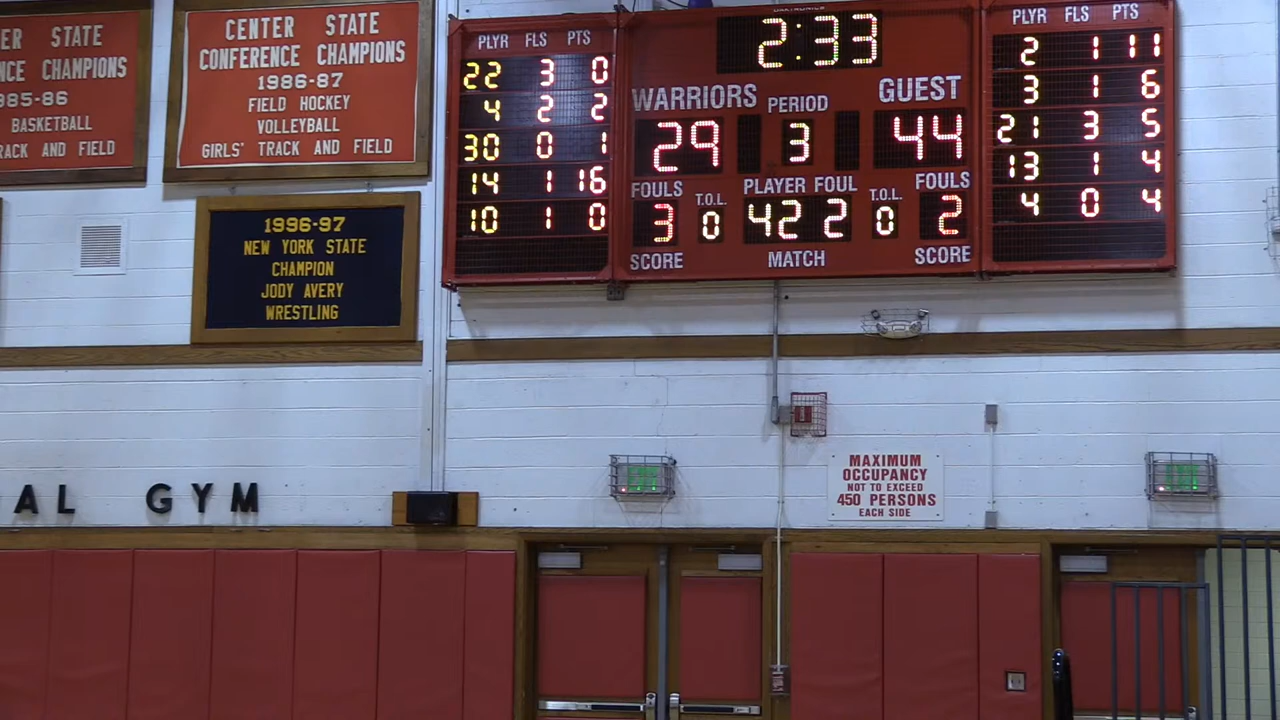 ER STATE
NCE CHAMPIONS
985-86
BASKETBALL
RACK AND FIELD
CENTER STATE
CONFERENCE CHAMPIONS
1986-87
FIELD HOCKEY
VOLLEYBALL
GIRLS' TRACK AND FIELD
1996-97
NEW YORK STATE
CHAMPION
JODY AVERY
WRESTLING
PLYR FLS PTS
22 3 0
4 2 2
30 0 1
14 1 16
10 1 0
2:33
WARRIORS PERIOD GUEST
29 3 44
FOULS T.O.L. PLAYER FOUL T.O.L. FOULS
3 0 42 2 0 2
SCORE MATCH SCORE
PLYR FLS PTS
2 1 11
3 1 6
21 3 5
13 1 4
4 0 4
MAXIMUM
OCCUPANCY
NOT TO EXCEED
450 PERSONS
EACH SIDE
AL GYM